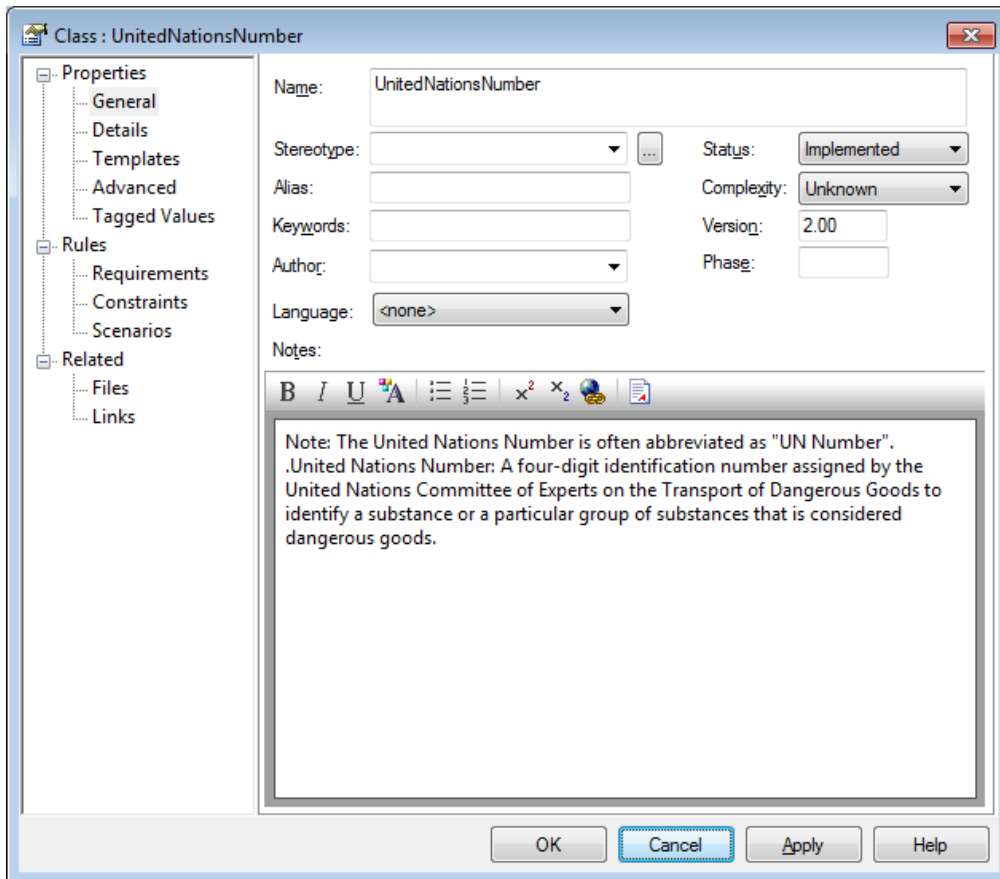 Class : UnitedNationsNumber
Properties
General
Details
Templates
Advanced
Tagged Values
Rules
Requirements
Constraints
Scenarios
Related
Files
Links
Name: UnitedNationsNumber
Stereotype: ... Status: Implemented
Alias: Complexity: Unknown
Keywords: Version: 2.00
Author: Phase:
Language: <none>
Notes:
B I U A x² x₂
Note: The United Nations Number is often abbreviated as "UN Number".
.United Nations Number: A four-digit identification number assigned by the
United Nations Committee of Experts on the Transport of Dangerous Goods to
identify a substance or a particular group of substances that is considered
dangerous goods.
OK Cancel Apply Help